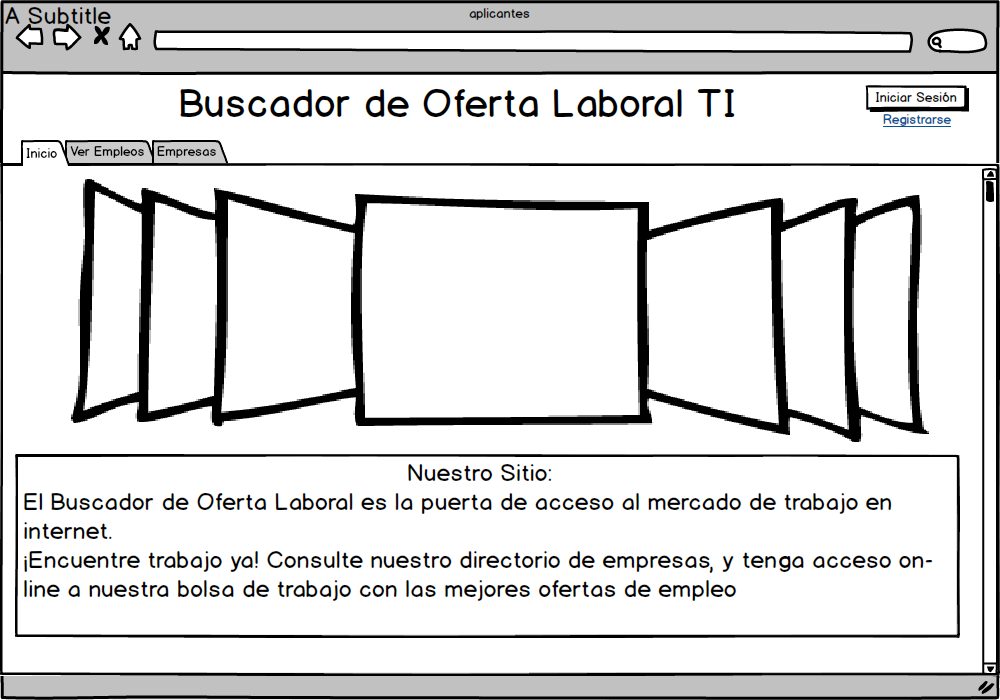 A Subtitle
aplicantes
Buscador de Oferta Laboral TI
Iniciar Sesión
Registrarse
Inicio
Ver Empleos
Empresas
Nuestro Sitio:
El Buscador de Oferta Laboral es la puerta de acceso al mercado de trabajo en
internet.
¡Encuentre trabajo ya! Consulte nuestro directorio de empresas, y tenga acceso on-
line a nuestra bolsa de trabajo con las mejores ofertas de empleo